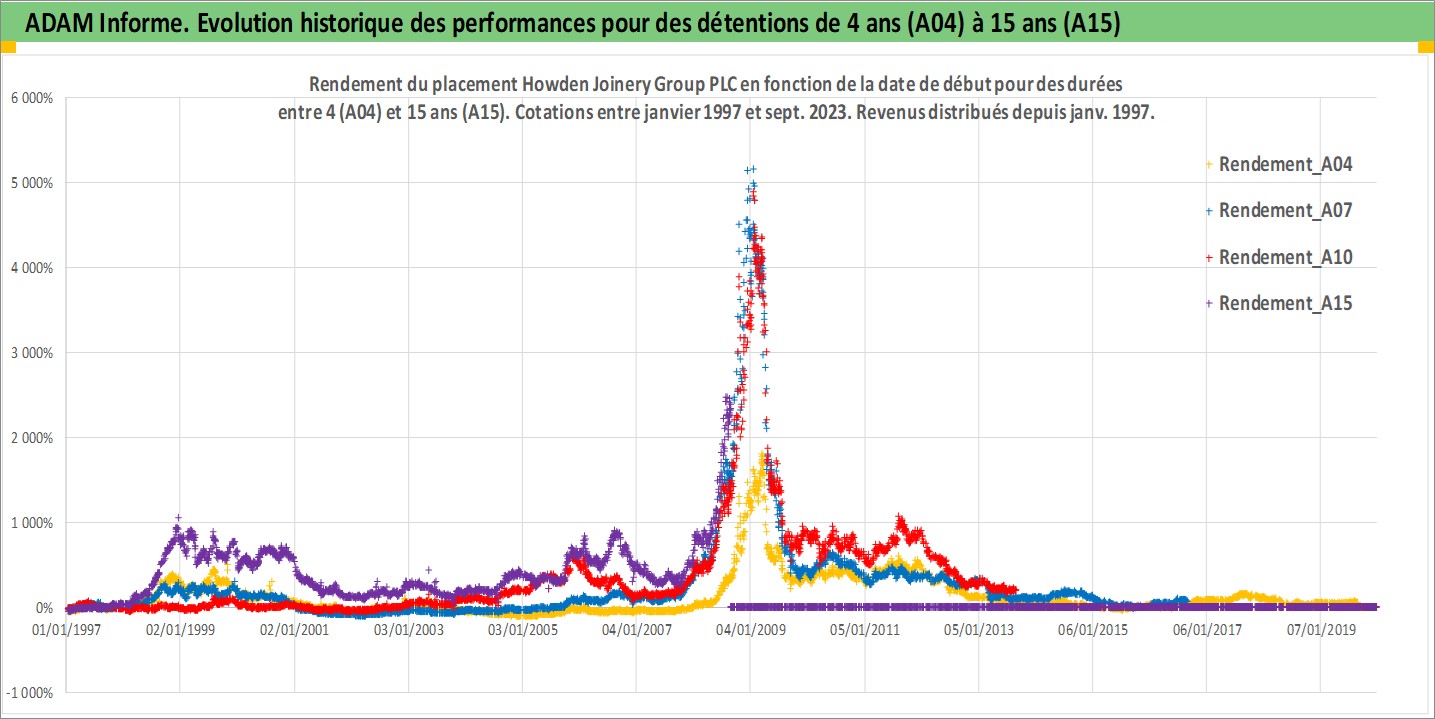 ADAM Informe. Evolution historique des performances pour des détentions de 4 ans (A04) à 15 ans (A15)
Rendement du placement Howden Joinery Group PLC en fonction de la date de début pour des durées
entre 4 (A04) et 15 ans (A15). Cotations entre janvier 1997 et sept. 2023. Revenus distribués depuis janv. 1997.
6 000%
5 000%
4 000%
3 000%
2 000%
1 000%
0%
-1 000%
Rendement_A04
Rendement_A07
Rendement_A10
Rendement_A15
01/01/1997 02/01/1999 02/01/2001 03/01/2003 03/01/2005 04/01/2007 04/01/2009 05/01/2011 05/01/2013 06/01/2015 06/01/2017 07/01/2019